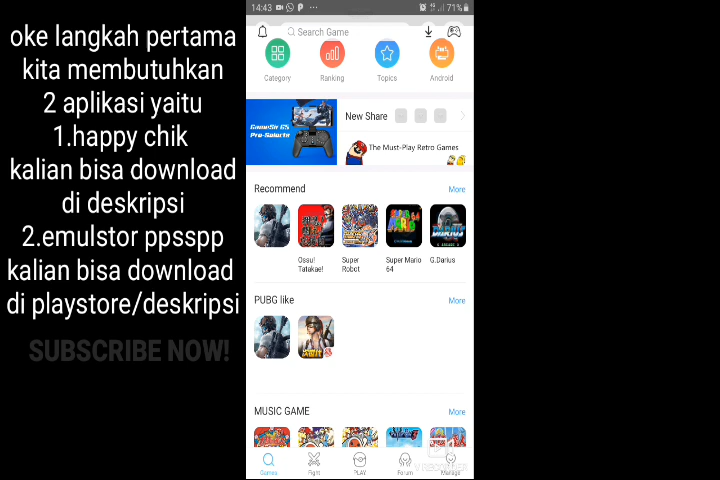 oke langkah pertama
kita membutuhkan
2 aplikasi yaitu
1.happy chik
kalian bisa download
di deskripsi
2.emulstor ppsspp
kalian bisa download
di playstore/deskripsi
SUBSCRIBE NOW!
14:43
71%
Search Game
Category
Ranking
Topics
Android
GameSir G5
New Share
The Must-Play Retro Games
Recommend
More
Ossu!
Tatakae!
Super
Robot
Super Mario
64
G.Darius
PUBG like
More
MUSIC GAME
More
Games
Fight
PLAY
Forum
Manage